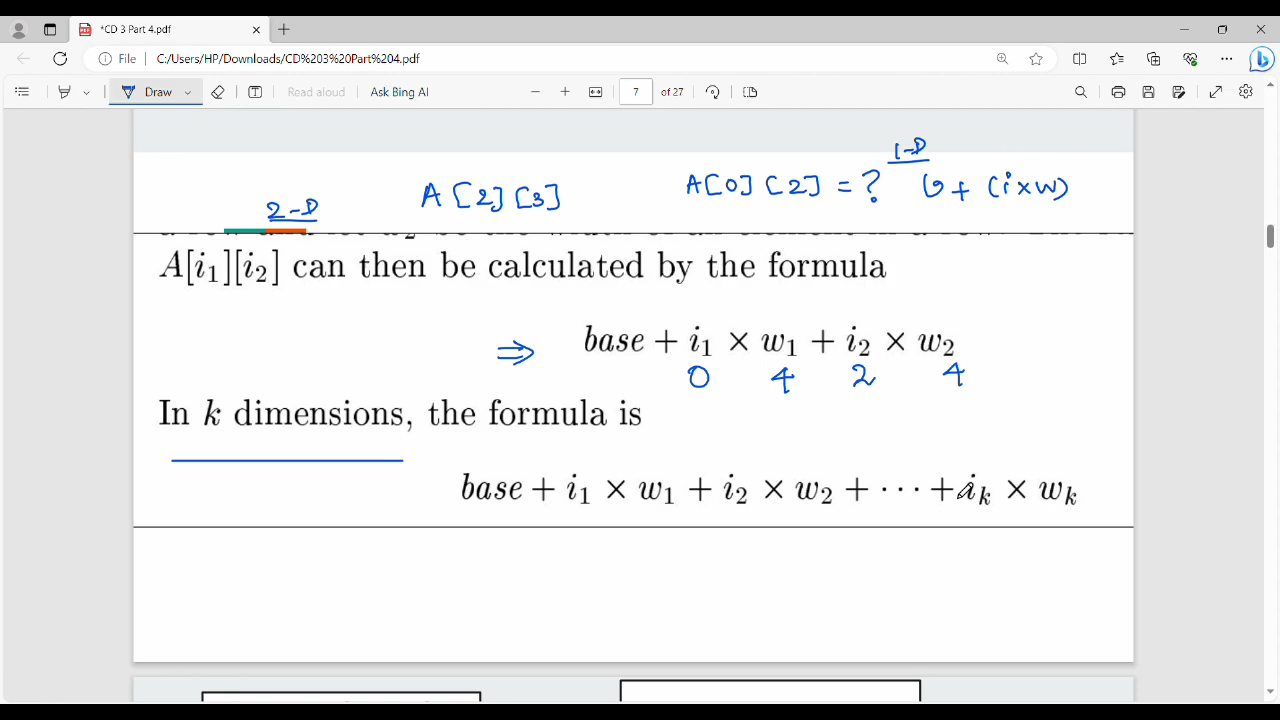 *CD 3 Part 4.pdf
File C:/Users/HP/Downloads/CD%203%20Part%204.pdf
Draw Read aloud Ask Bing AI 7 of 27
1-D
A[2][3] A[0][2] = ? b + (i×w)
2-D
A[i₁][i₂] can then be calculated by the formula
⇒ base + i₁ × w₁ + i₂ × w₂
0 4 2 4
In k dimensions, the formula is
base + i₁ × w₁ + i₂ × w₂ + ··· + iₖ × wₖ